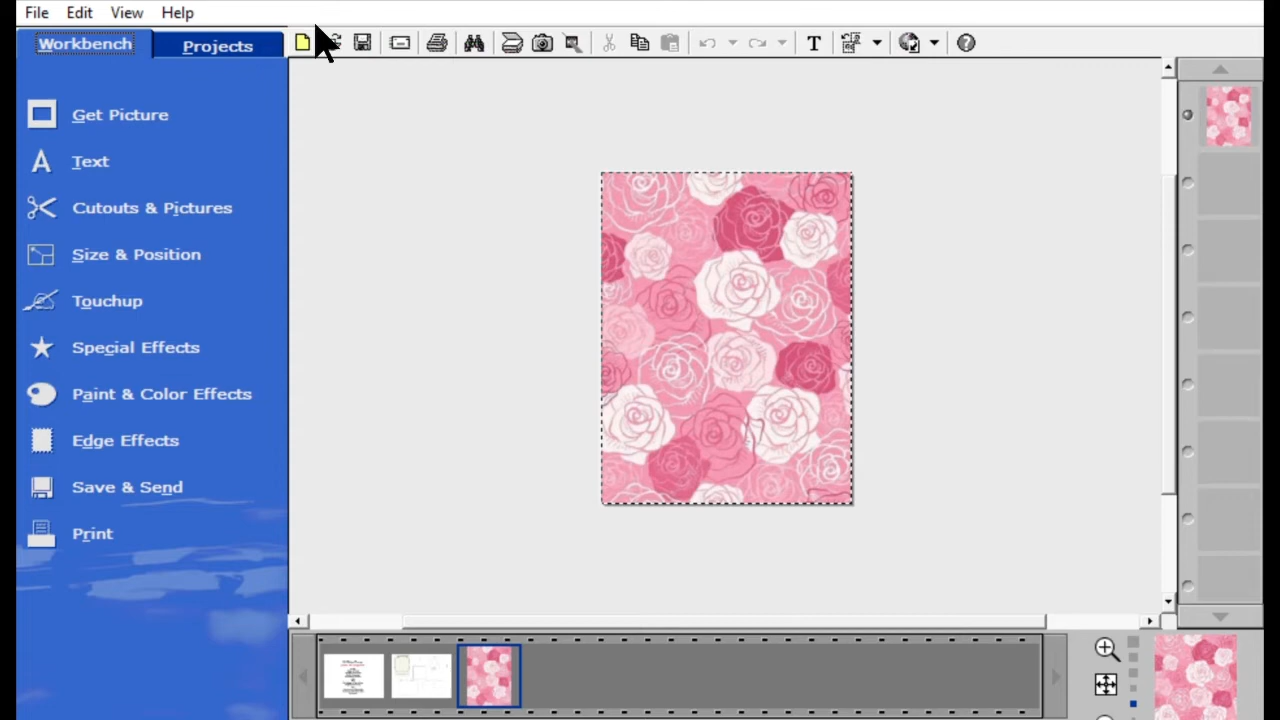 File Edit View Help
Workbench Projects
T
Get Picture
Text
Cutouts & Pictures
Size & Position
Touchup
Special Effects
Paint & Color Effects
Edge Effects
Save & Send
Print